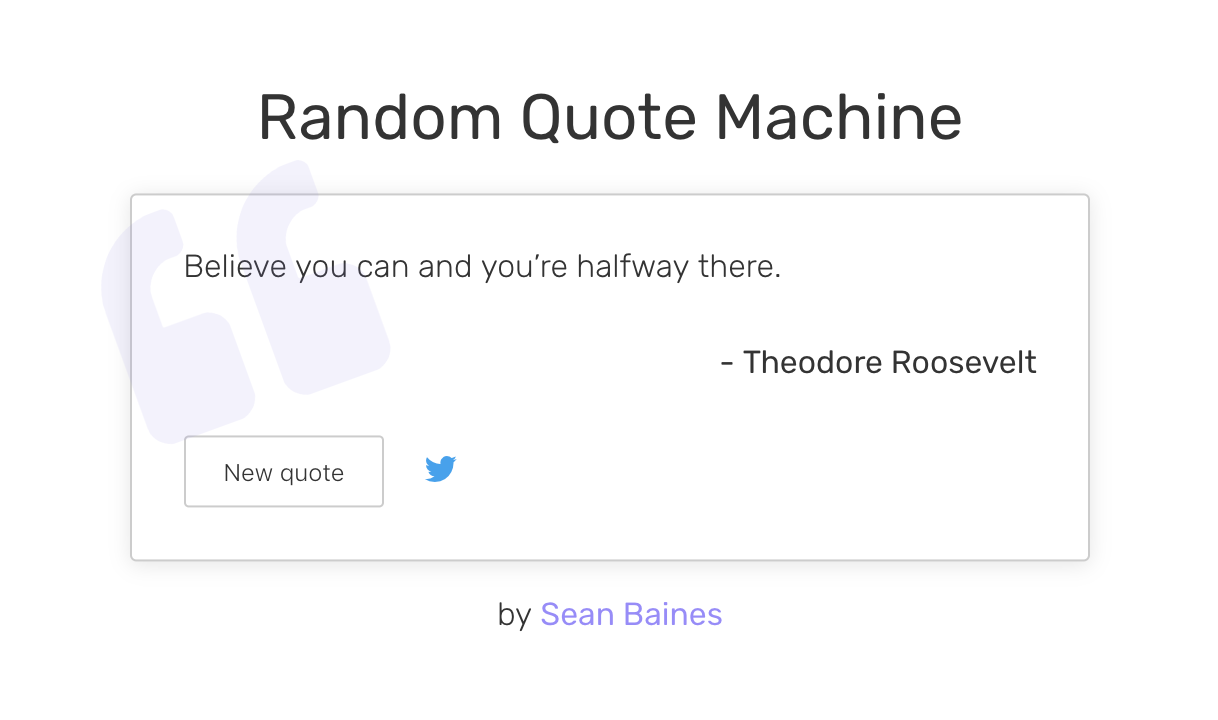 Random Quote Machine
Believe you can and you’re halfway there.
- Theodore Roosevelt
New quote
by Sean Baines